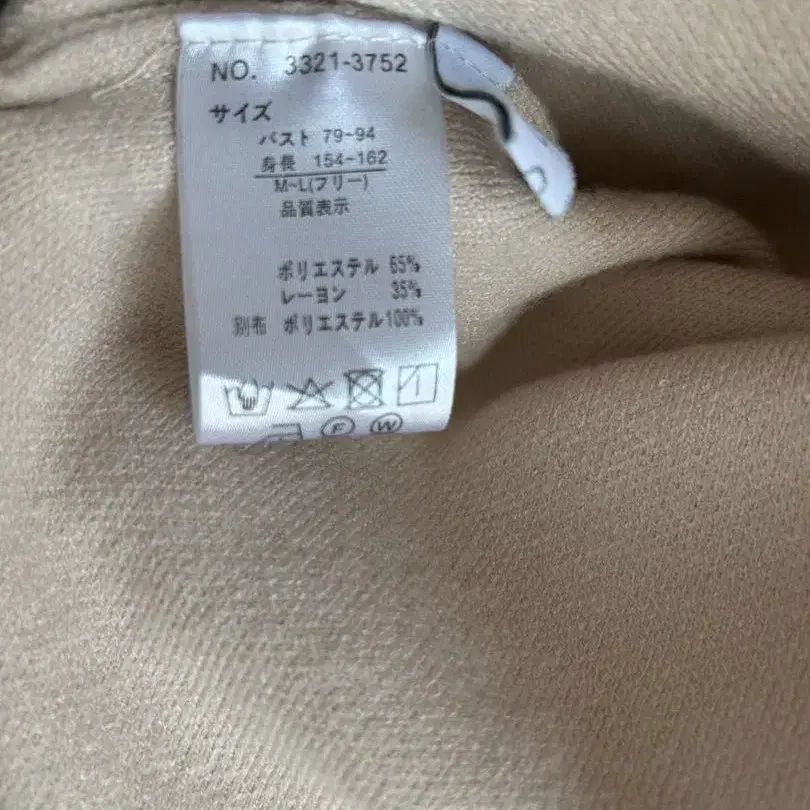 NO. 3321-3752
サイズ
バスト 79-94
身長 154-162
M~L(フリー)
品質表示
ポリエステル 65%
レーヨン 35%
別布 ポリエステル100%
F W